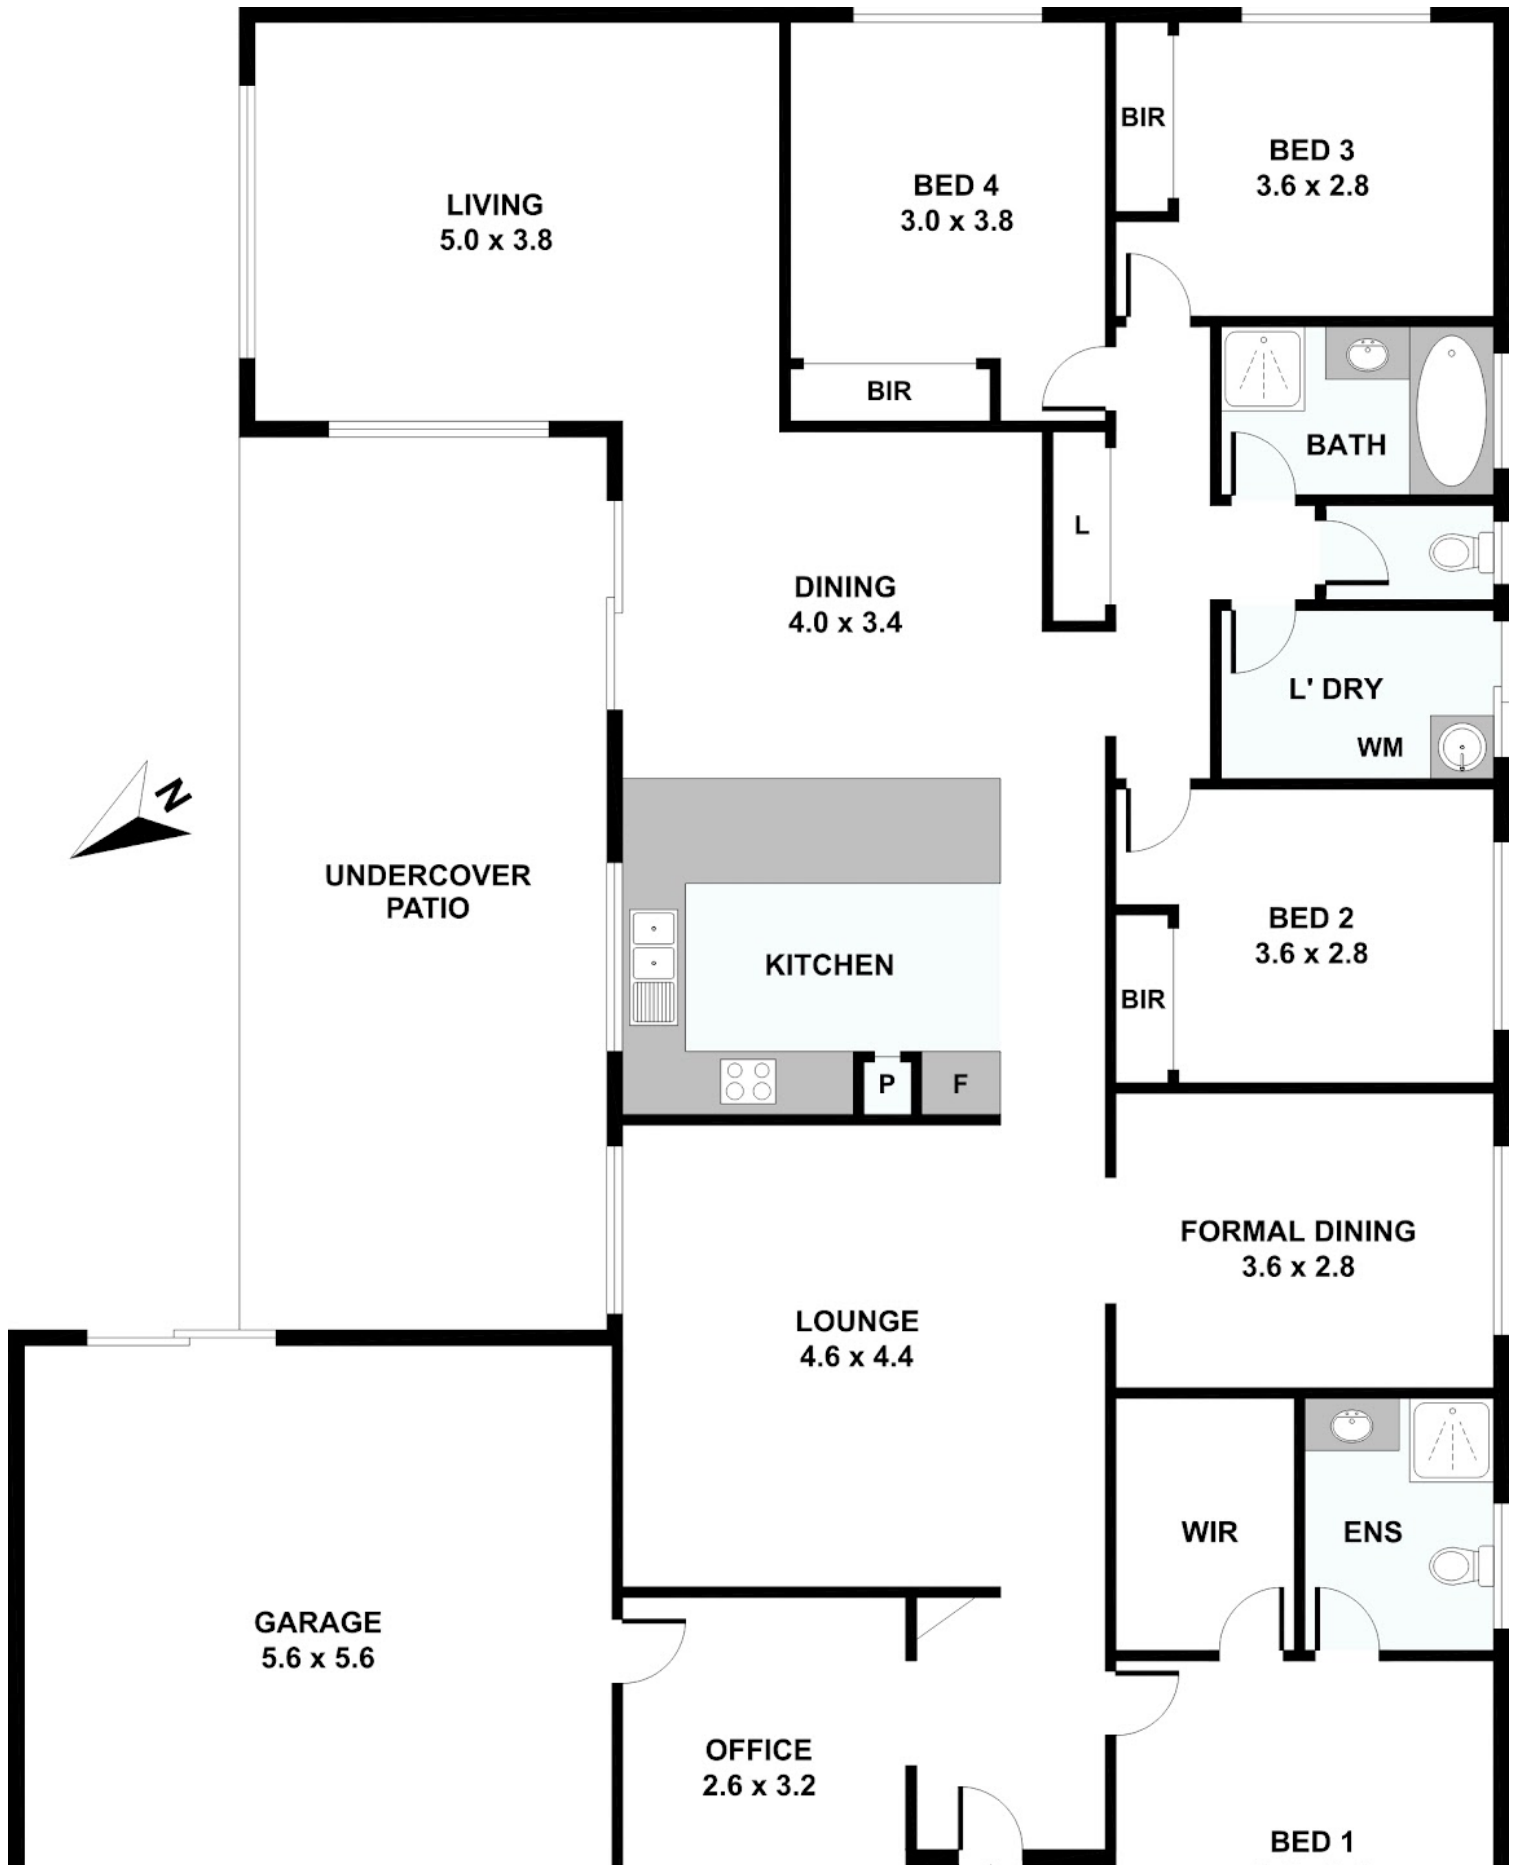 LIVING
5.0 x 3.8
BED 4
3.0 x 3.8
BIR
BIR
BED 3
3.6 x 2.8
BATH
L
DINING
4.0 x 3.4
L' DRY
WM
N
UNDERCOVER
PATIO
KITCHEN
P
F
BED 2
3.6 x 2.8
BIR
FORMAL DINING
3.6 x 2.8
LOUNGE
4.6 x 4.4
WIR
ENS
GARAGE
5.6 x 5.6
OFFICE
2.6 x 3.2
BED 1